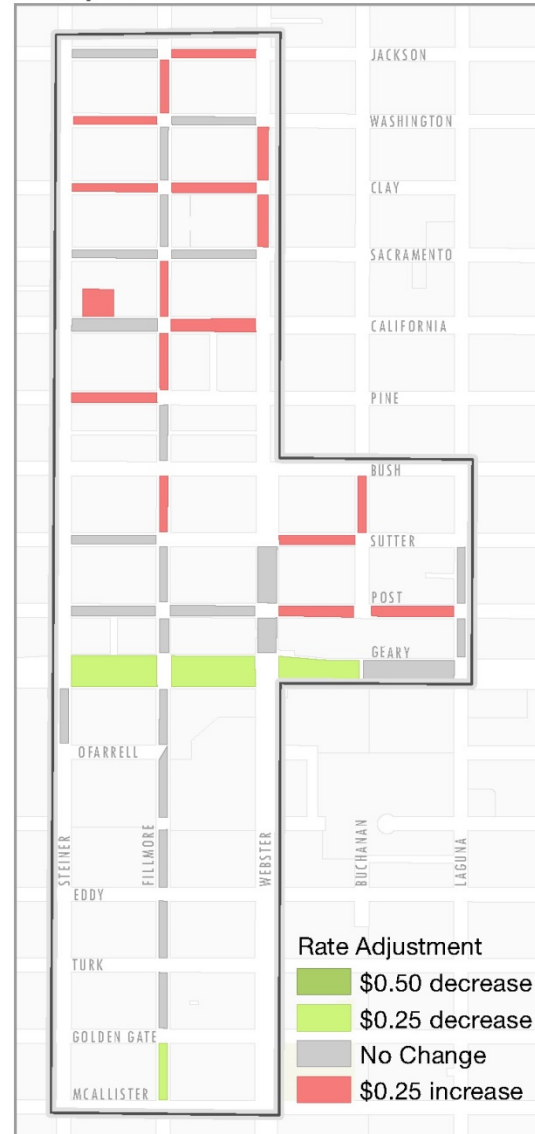 JACKSON
WASHINGTON
CLAY
SACRAMENTO
CALIFORNIA
PINE
BUSH
SUTTER
POST
GEARY
OFARRELL
STEINER
FILLMORE
WEBSTER
BUCHANAN
LAGUNA
EDDY
TURK
GOLDEN GATE
MCALLISTER
Rate Adjustment
$0.50 decrease
$0.25 decrease
No Change
$0.25 increase